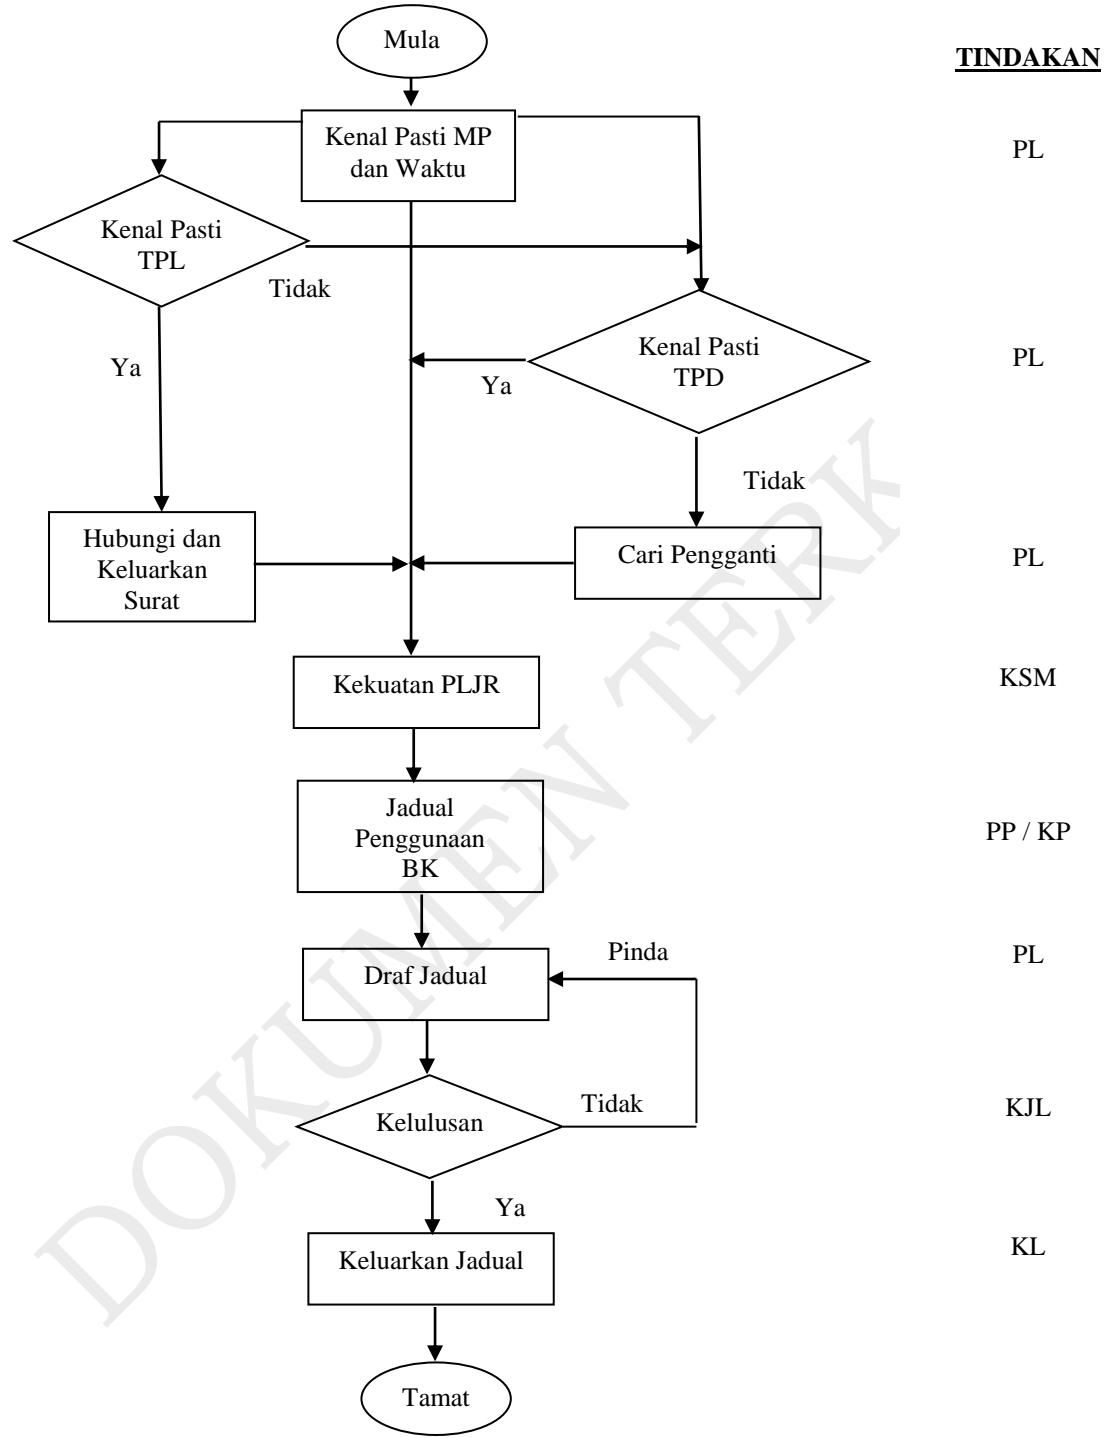 Mula
TINDAKAN
Kenal Pasti MP
dan Waktu
PL
Kenal Pasti
TPL
Tidak
Ya
Kenal Pasti
TPD
PL
Ya
Tidak
Hubungi dan
Keluarkan
Surat
Cari Pengganti
PL
Kekuatan PLJR
KSM
Jadual
Penggunaan
BK
PP / KP
Draf Jadual
Pinda
PL
Kelulusan
Tidak
KJL
Ya
Keluarkan Jadual
KL
Tamat
DOKUMEN TERK